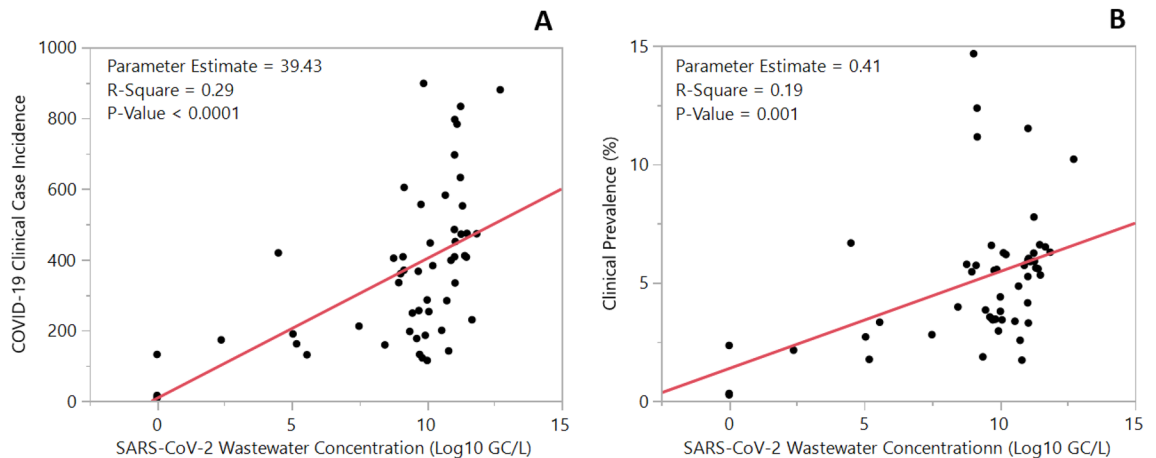 A
1000
800
600
400
200
0
Parameter Estimate = 39.43
R-Square = 0.29
P-Value < 0.0001
COVID-19 Clinical Case Incidence
0 5 10 15
SARS-CoV-2 Wastewater Concentration (Log10 GC/L)
B
15
10
5
0
Parameter Estimate = 0.41
R-Square = 0.19
P-Value = 0.001
Clinical Prevalence (%)
0 5 10 15
SARS-CoV-2 Wastewater Concentrationn (Log10 GC/L)